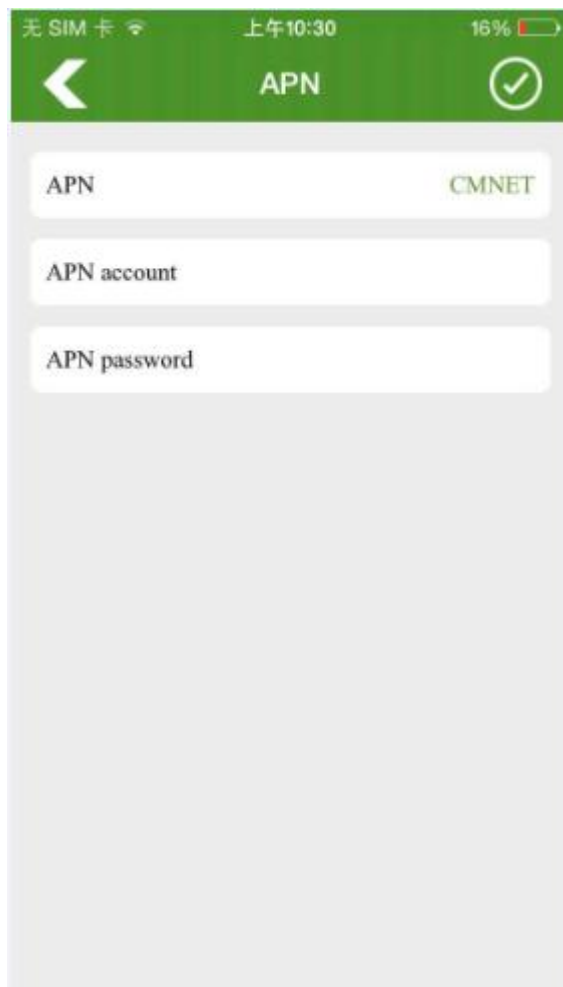 无 SIM 卡 上午10:30 16%
APN
APN CMNET
APN account
APN password